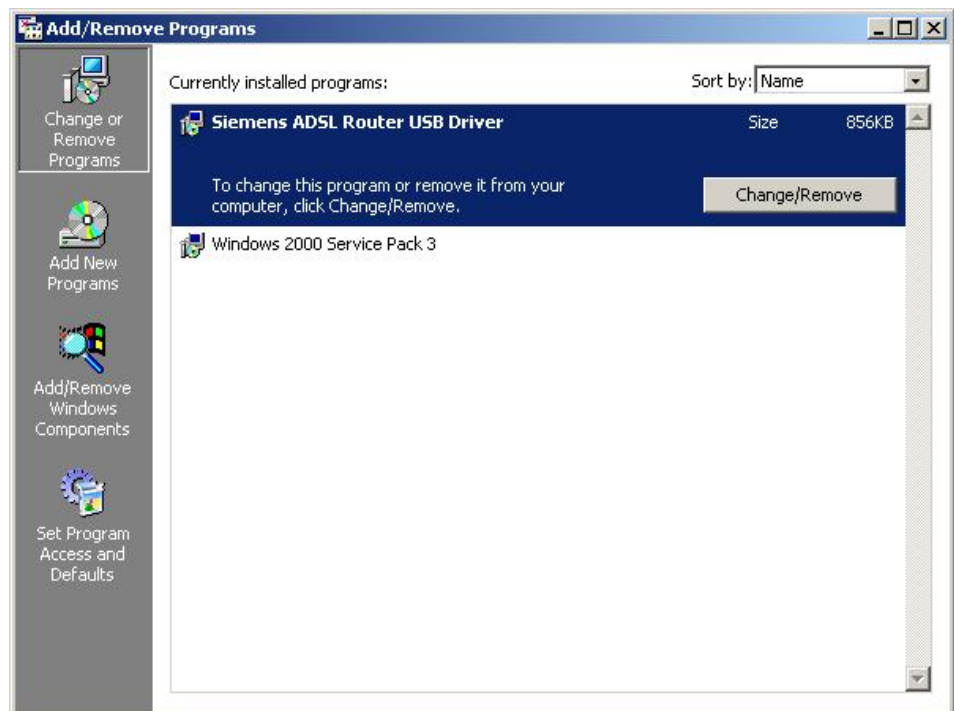 Add/Remove Programs
Change or
Remove
Programs
Add New
Programs
Add/Remove
Windows
Components
Set Program
Access and
Defaults
Currently installed programs:
Sort by: Name
Siemens ADSL Router USB Driver
Size 856KB
To change this program or remove it from your
computer, click Change/Remove.
Change/Remove
Windows 2000 Service Pack 3